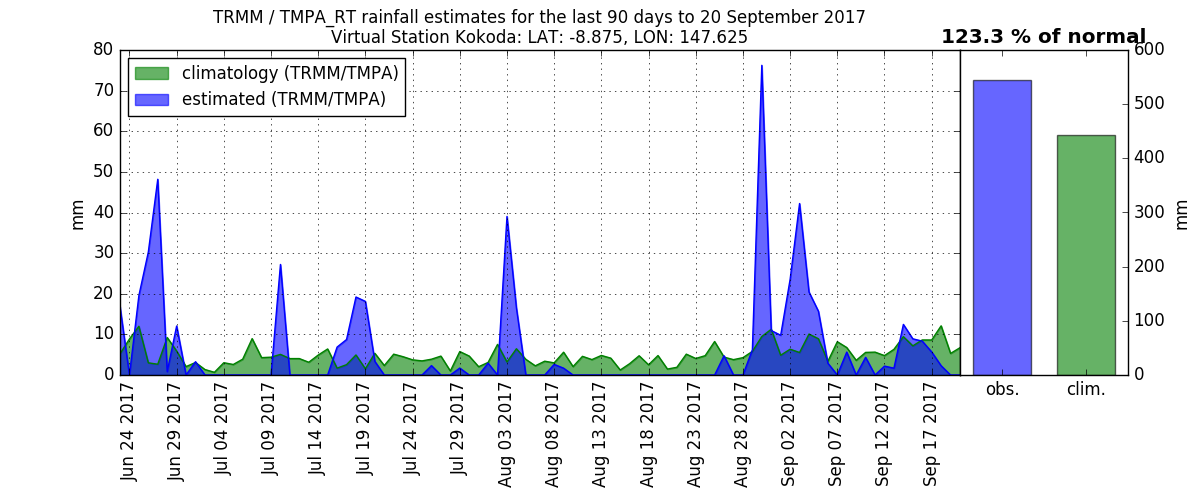 TRMM / TMPA_RT rainfall estimates for the last 90 days to 20 September 2017
Virtual Station Kokoda: LAT: -8.875, LON: 147.625
123.3 % of normal
climatology (TRMM/TMPA)
estimated (TRMM/TMPA)
80
70
60
50
40
30
20
10
0
mm
Jun 24 2017
Jun 29 2017
Jul 04 2017
Jul 09 2017
Jul 14 2017
Jul 19 2017
Jul 24 2017
Jul 29 2017
Aug 03 2017
Aug 08 2017
Aug 13 2017
Aug 18 2017
Aug 23 2017
Aug 28 2017
Sep 02 2017
Sep 07 2017
Sep 12 2017
Sep 17 2017
600
500
400
300
200
100
0
mm
obs. clim.